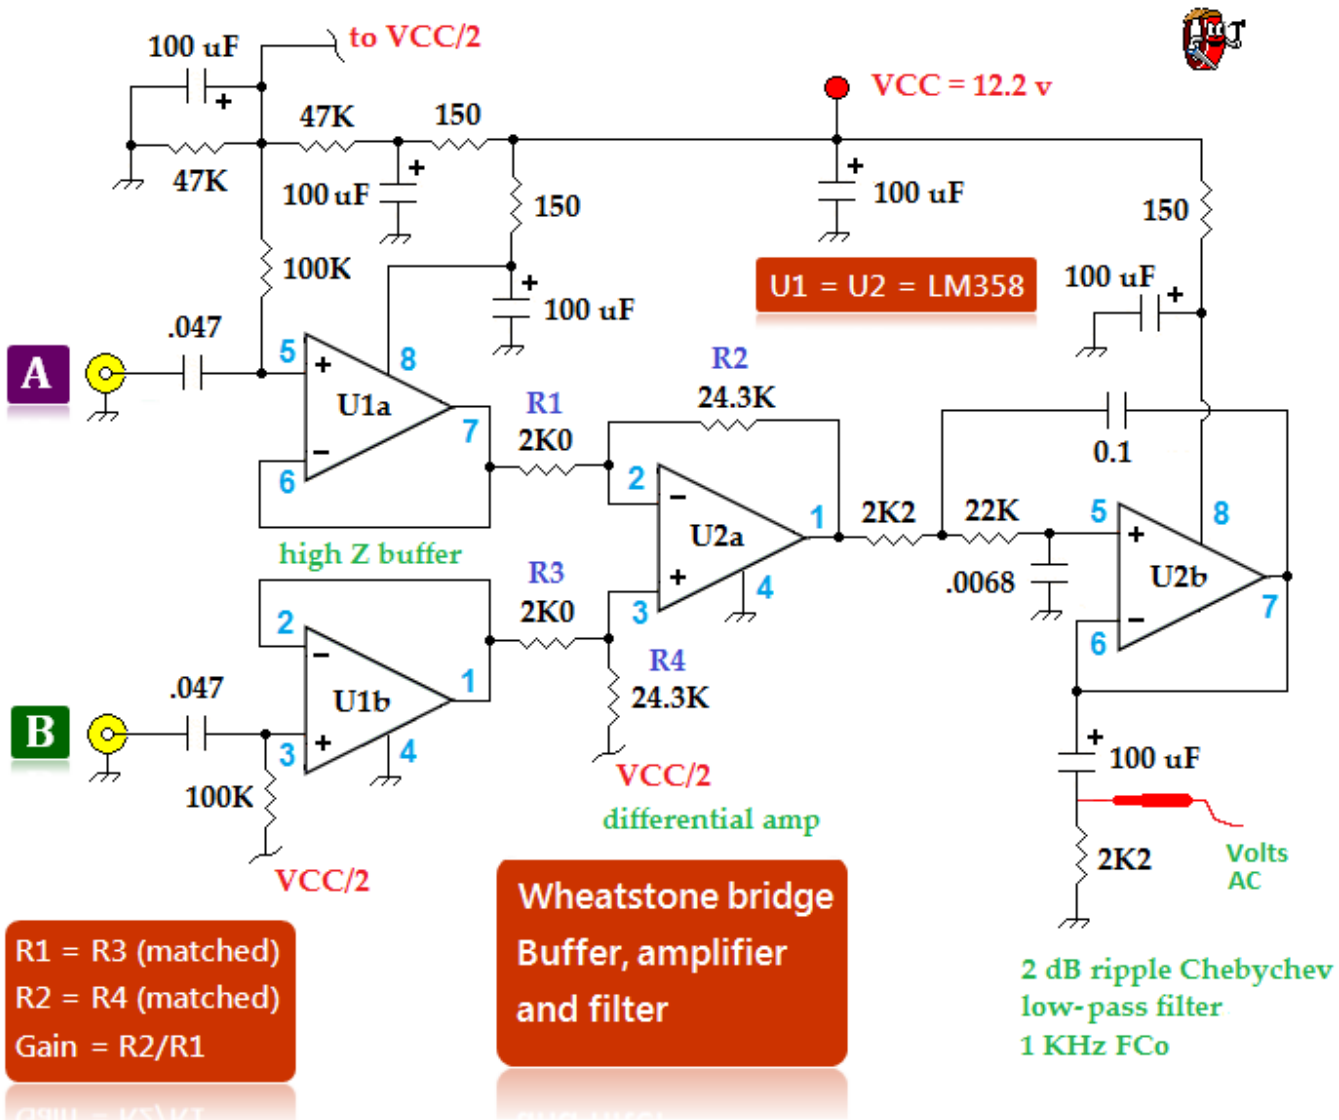 100 uF
to VCC/2
VCC = 12.2 v
47K
150
47K
100 uF
150
100 uF
150
100K
100 uF
U1 = U2 = LM358
100 uF
.047
A
5
+
8
U1a
7
−
6
R1
2K0
R2
24.3K
0.1
high Z buffer
2
−
U2a
1
+
3
4
2K2
22K
.0068
5
+
8
U2b
7
−
6
R3
2K0
R4
24.3K
VCC/2
differential amp
2
−
U1b
1
.047
B
3
+
4
100K
VCC/2
+
100 uF
2K2
Volts
AC
R1 = R3 (matched)
R2 = R4 (matched)
Gain = R2/R1
Wheatstone bridge
Buffer, amplifier
and filter
2 dB ripple Chebychev
low-pass filter
1 KHz FCo